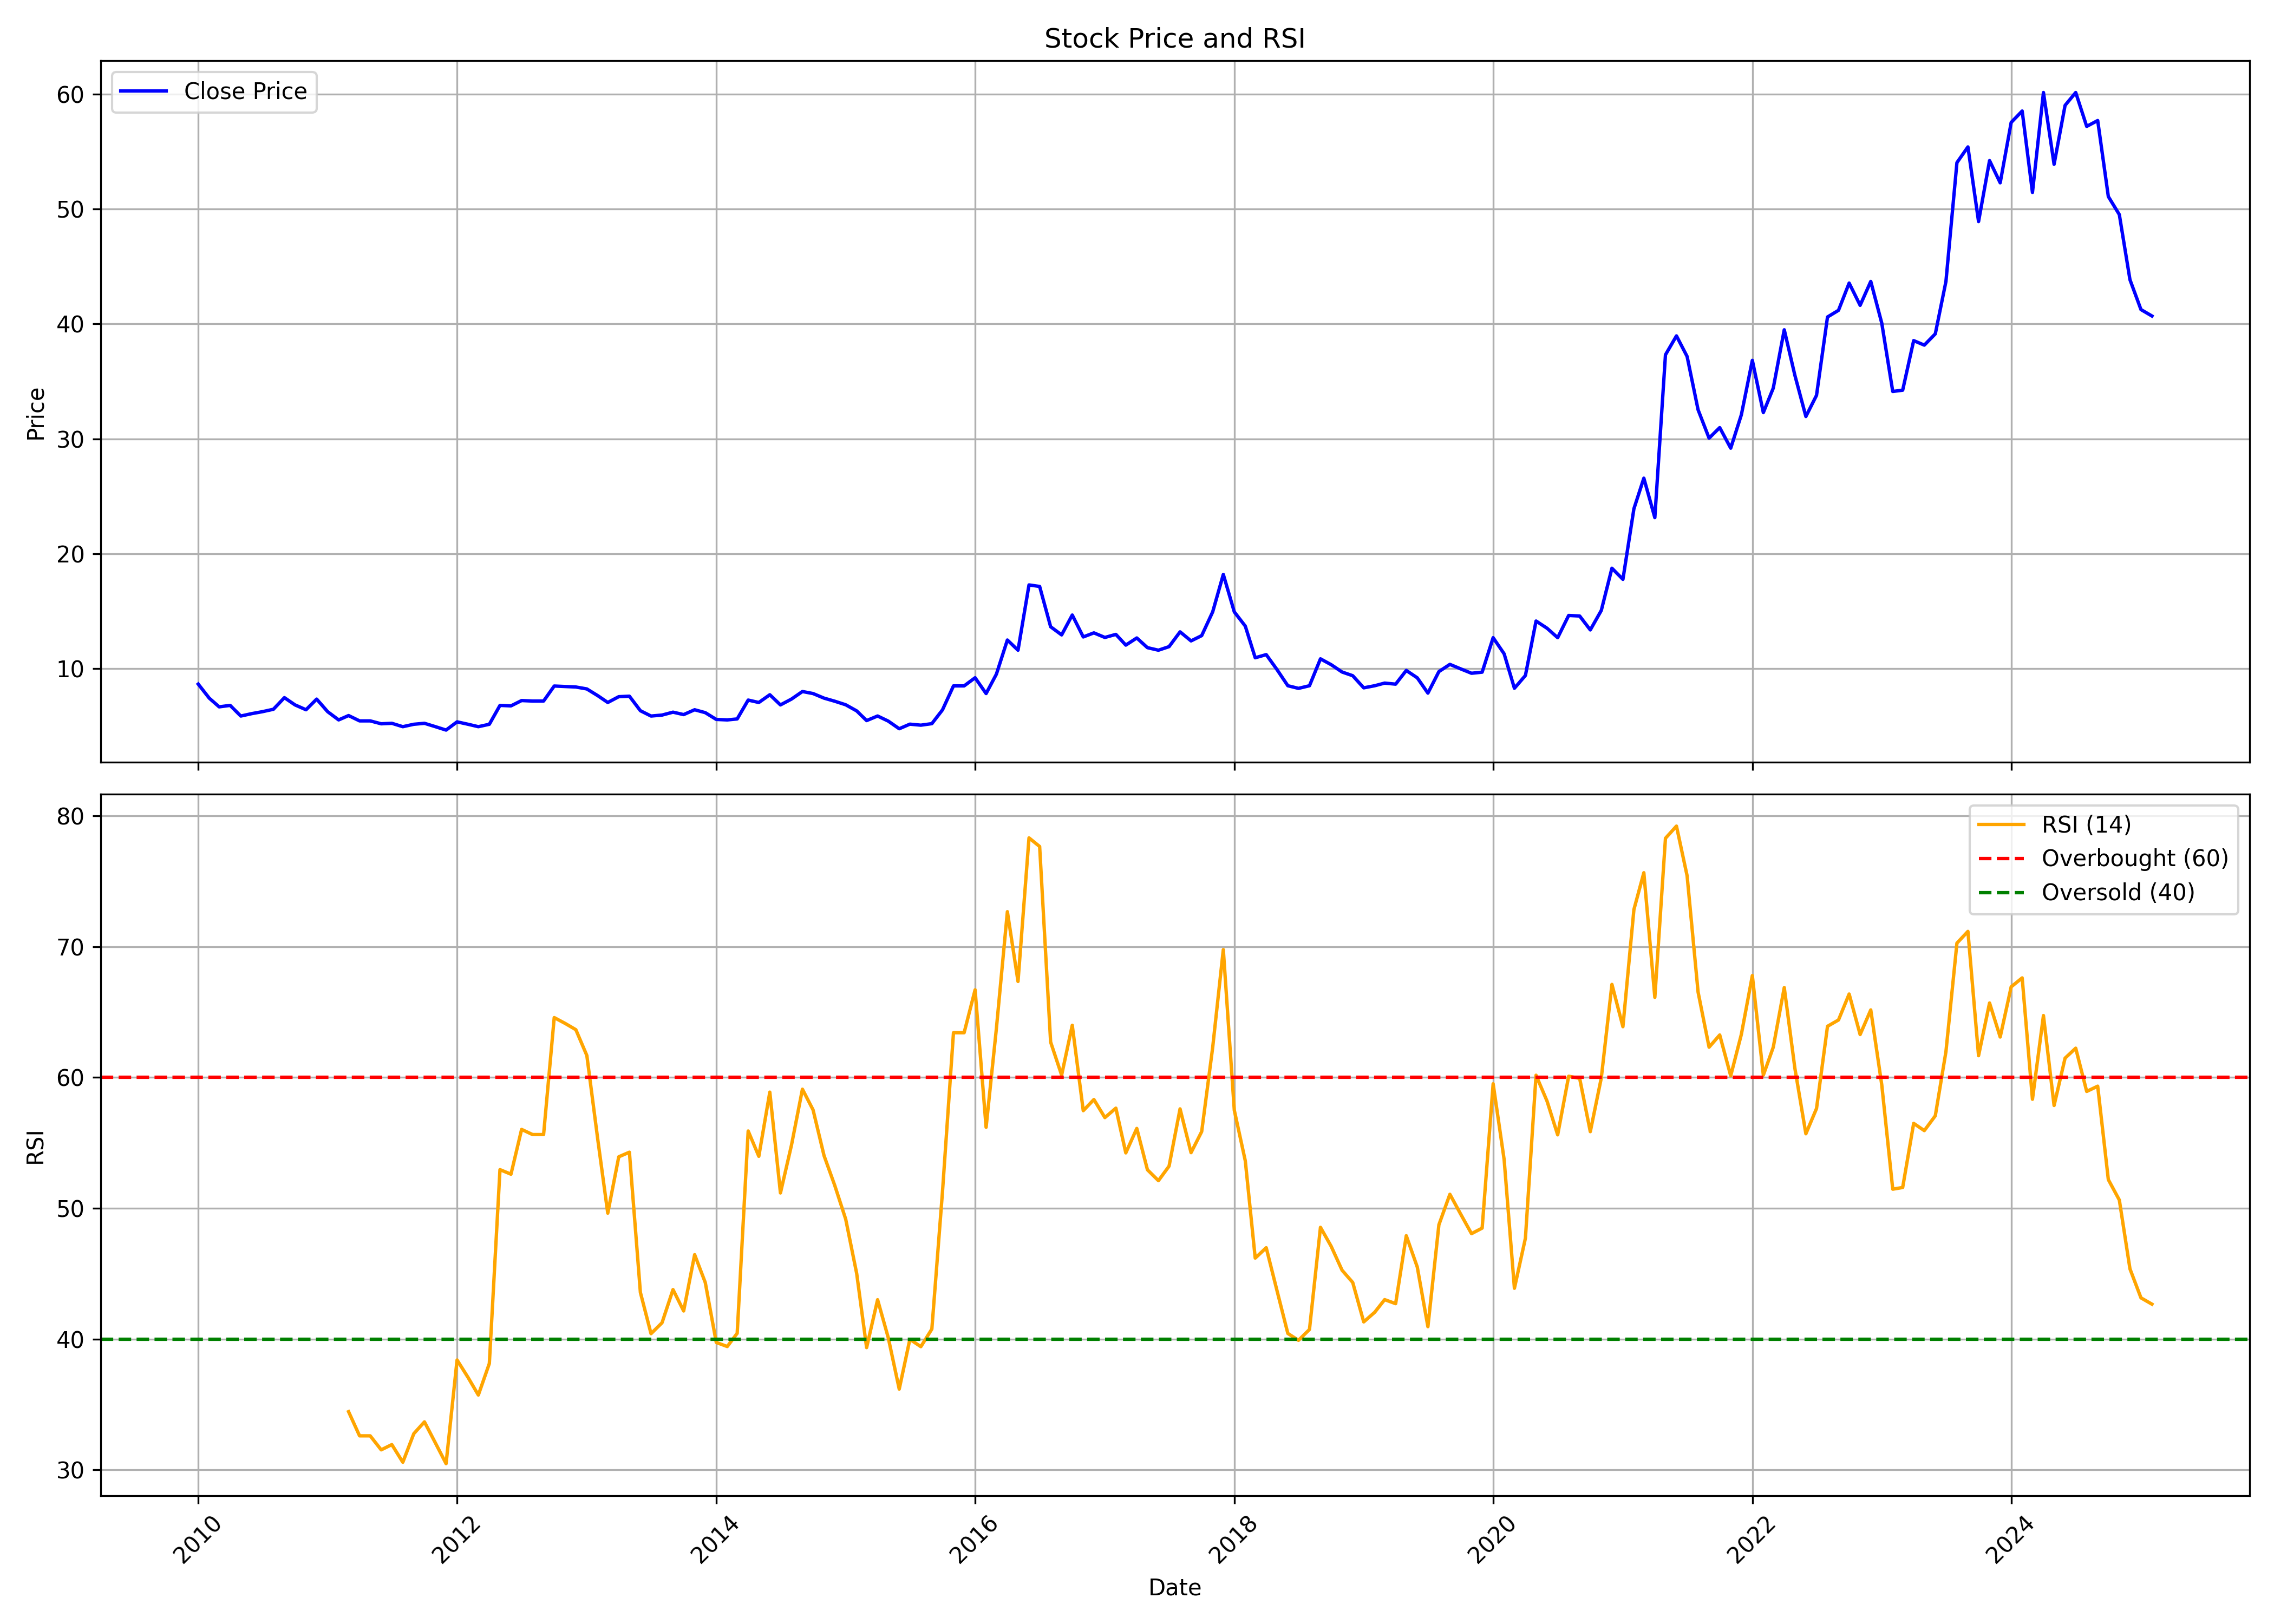 Stock Price and RSI
Close Price
60
50
40
30
20
10
Price
80
70
60
50
40
30
RSI
RSI (14)
Overbought (60)
Oversold (40)
2010
2012
2014
2016
2018
2020
2022
2024
Date